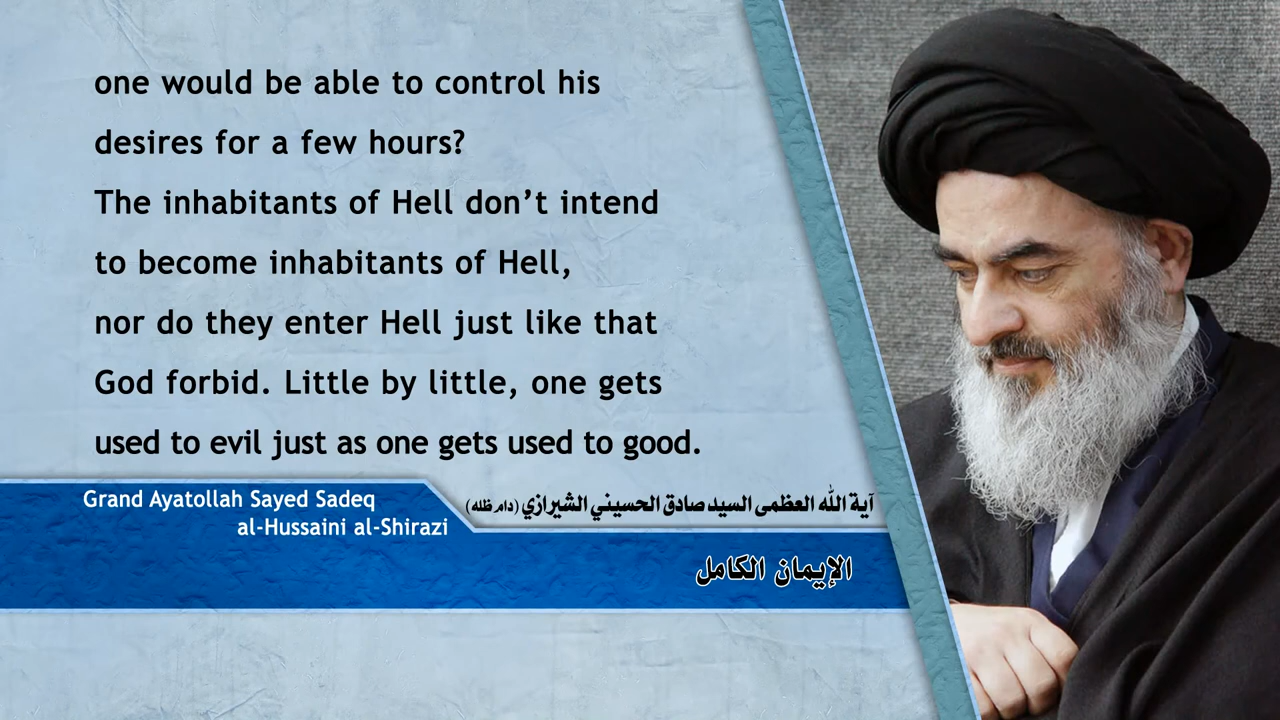 one would be able to control his
desires for a few hours?
The inhabitants of Hell don’t intend
to become inhabitants of Hell,
nor do they enter Hell just like that
God forbid. Little by little, one gets
used to evil just as one gets used to good.
Grand Ayatollah Sayed Sadeq
al-Hussaini al-Shirazi
آية الله العظمى السيد صادق الحسيني الشيرازي (دام ظله)
الإيمان الكامل